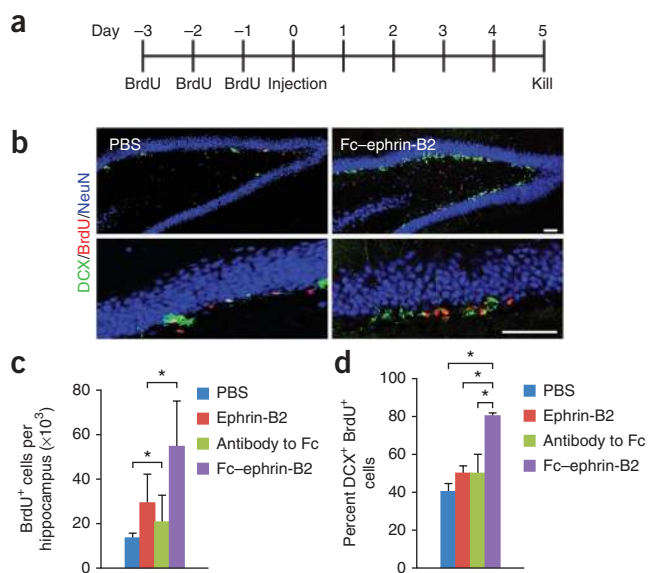 a
Day –3 –2 –1 0 1 2 3 4 5
BrdU BrdU BrdU Injection Kill
b
PBS Fc–ephrin-B2
DCX/BrdU/NeuN
c
BrdU+ cells per
hippocampus (×10³)
80
60
40
20
0
* *
PBS
Ephrin-B2
Antibody to Fc
Fc–ephrin-B2
d
Percent DCX+ BrdU+
cells
100
80
60
40
20
0
*
*
*
PBS
Ephrin-B2
Antibody to Fc
Fc–ephrin-B2